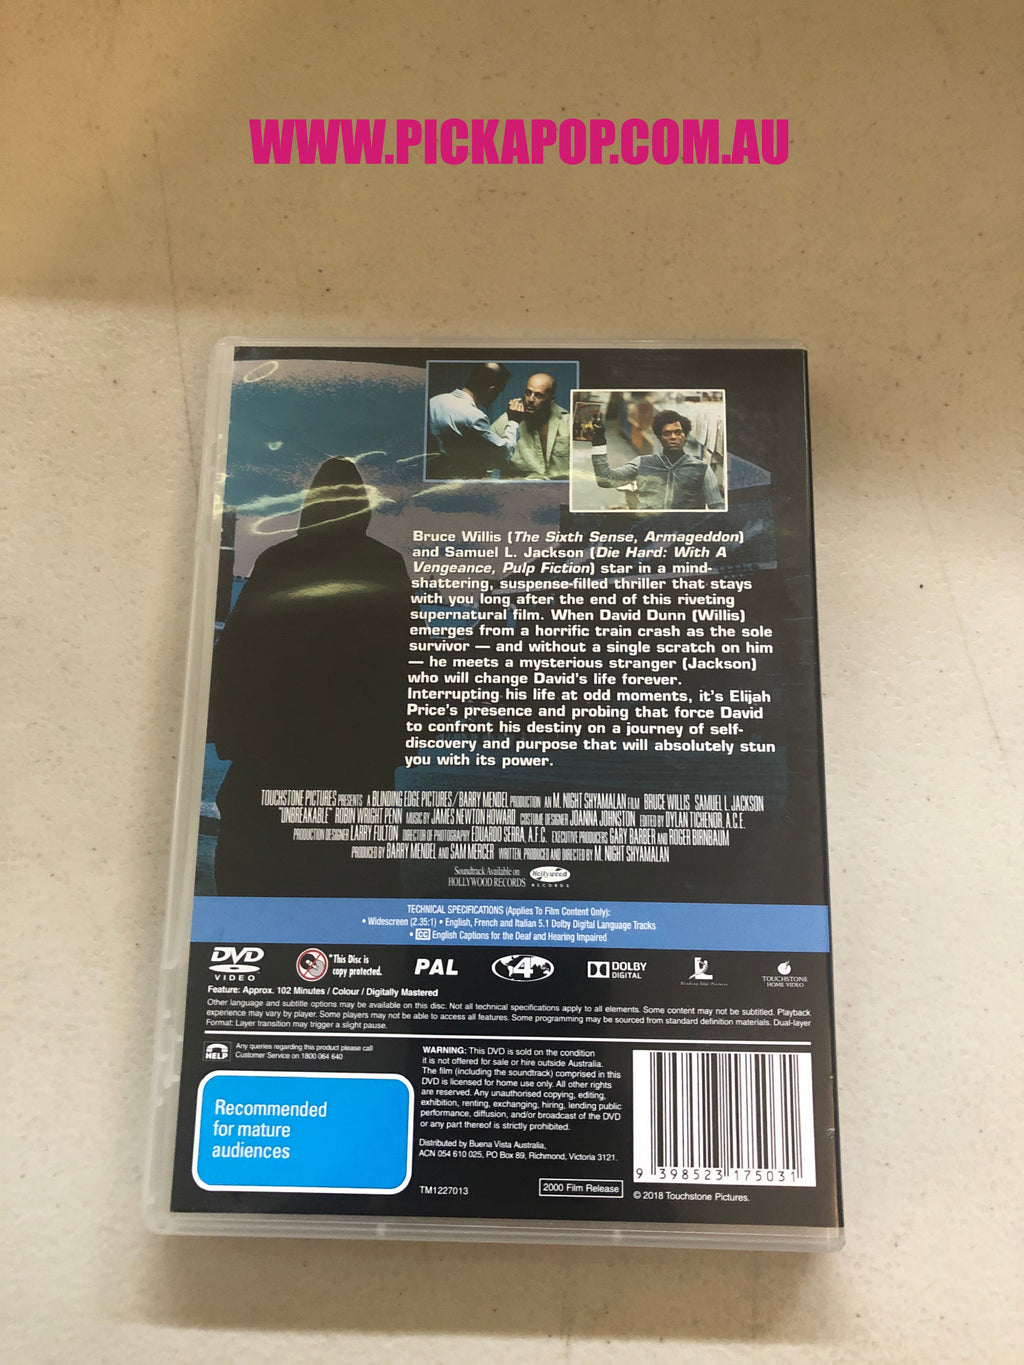 WWW.PICKAPOP.COM.AU
Bruce Willis (The Sixth Sense, Armageddon)
and Samuel L. Jackson (Die Hard: With A
Vengeance, Pulp Fiction) star in a mind-
shattering, suspense-filled thriller that stays
with you long after the end of this riveting
supernatural film. When David Dunn (Willis)
emerges from a horrific train crash as the sole
survivor — and without a single scratch on him
— he meets a mysterious stranger (Jackson)
who will change David's life forever.
Interrupting his life at odd moments, it's Elijah
Price's presence and probing that force David
to confront his destiny on a journey of self-
discovery and purpose that will absolutely stun
you with its power.
TOUCHSTONE PICTURES PRESENTS A BLINDING EDGE PICTURES/BARRY MENDEL PRODUCTION AN M. NIGHT SHYAMALAN FILM BRUCE WILLIS SAMUEL L. JACKSON
"UNBREAKABLE" ROBIN WRIGHT PENN MUSIC BY JAMES NEWTON HOWARD COSTUME DESIGNER JOANNA JOHNSTON EDITED BY DYLAN TICHENOR, A.C.E.
PRODUCTION DESIGNER LARRY FULTON DIRECTOR OF PHOTOGRAPHY EDUARDO SERRA, A.F.C. EXECUTIVE PRODUCERS GARY BARBER AND ROGER BIRNBAUM
PRODUCED BY BARRY MENDEL AND SAM MERCER WRITTEN, PRODUCED AND DIRECTED BY M. NIGHT SHYAMALAN
Soundtrack Available on
HOLLYWOOD RECORDS
Hollywood
RECORDS
TECHNICAL SPECIFICATIONS (Applies To Film Content Only):
• Widescreen (2.35:1) • English, French and Italian 5.1 Dolby Digital Language Tracks
• CC English Captions for the Deaf and Hearing Impaired
DVD
VIDEO
*This Disc is
copy protected.
PAL
4
DOLBY
DIGITAL
Blinding Edge Pictures
TOUCHSTONE
HOME VIDEO
Feature: Approx. 102 Minutes / Colour / Digitally Mastered
Other language and subtitle options may be available on this disc. Not all technical specifications apply to all elements. Some content may not be subtitled. Playback
experience may vary by player. Some players may not be able to access all features. Some programming may be sourced from standard definition materials. Dual-layer
Format: Layer transition may trigger a slight pause.
HELP
Any queries regarding this product please call
Customer Service on 1800 064 640
Recommended
for mature
audiences
WARNING: This DVD is sold on the condition
it is not offered for sale or hire outside Australia.
The film (including the soundtrack) comprised in this
DVD is licensed for home use only. All other rights
are reserved. Any unauthorised copying, editing,
exhibition, renting, exchanging, hiring, lending public
performance, diffusion, and/or broadcast of the DVD
or any part thereof is strictly prohibited.
Distributed by Buena Vista Australia,
ACN 054 610 025, PO Box 89, Richmond, Victoria 3121.
TM1227013
2000 Film Release
9 398523 175031
© 2018 Touchstone Pictures.